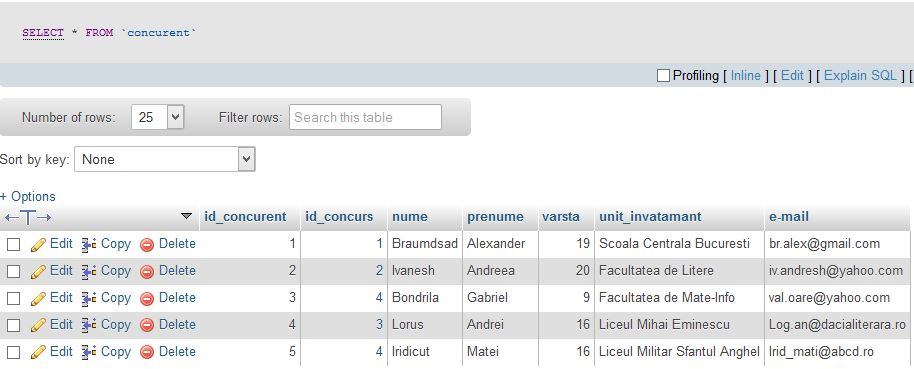 SELECT * FROM `concurent`
Profiling [ Inline ] [ Edit ] [ Explain SQL ] [
Number of rows: 25 Filter rows: Search this table
Sort by key: None
+ Options
←T→ id_concurent id_concurs nume prenume varsta unit_invatamant e-mail
Edit Copy Delete 1 1 Braumdsad Alexander 19 Scoala Centrala Bucuresti br.alex@gmail.com
Edit Copy Delete 2 2 Ivanesh Andreea 20 Facultatea de Litere iv.andresh@yahoo.com
Edit Copy Delete 3 4 Bondrila Gabriel 9 Facultatea de Mate-Info val.oare@yahoo.com
Edit Copy Delete 4 3 Lorus Andrei 16 Liceul Mihai Eminescu Log.an@dacialiterara.ro
Edit Copy Delete 5 4 Iridicut Matei 16 Liceul Militar Sfantul Anghel Irid_mati@abcd.ro